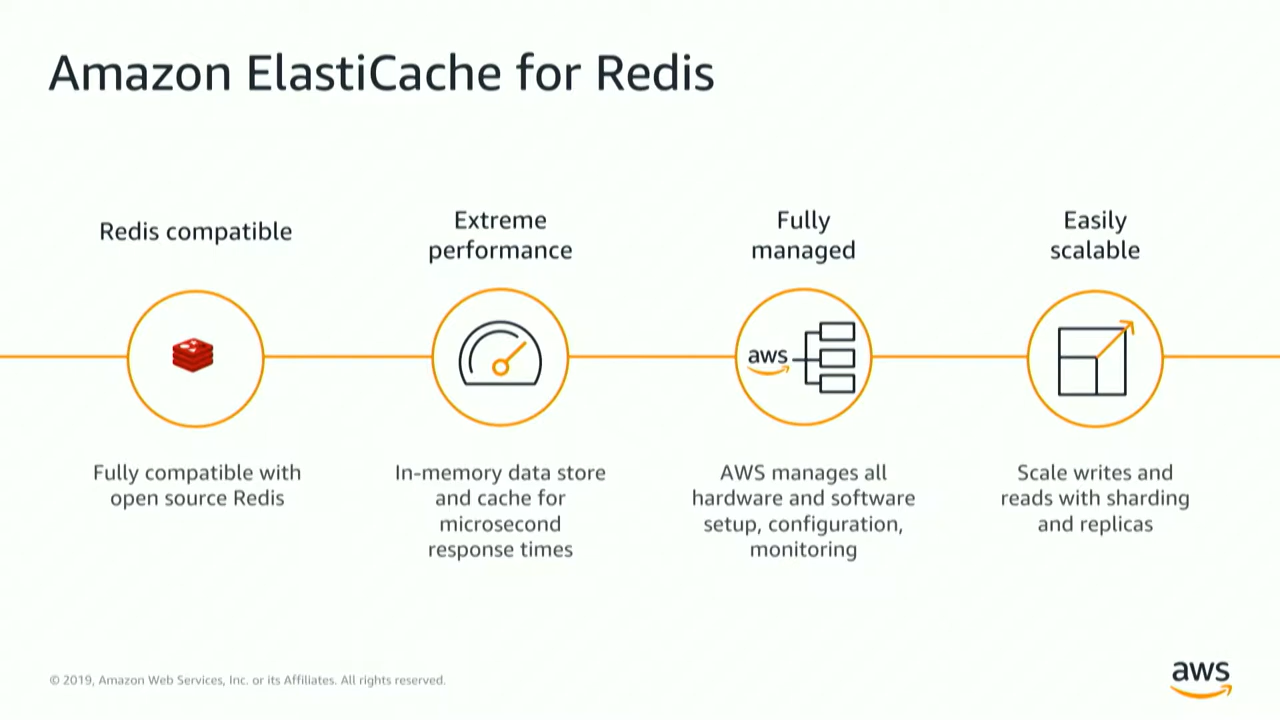 Amazon ElastiCache for Redis
Redis compatible
Fully compatible with
open source Redis
Extreme
performance
In-memory data store
and cache for
microsecond
response times
Fully
managed
aws
AWS manages all
hardware and software
setup, configuration,
monitoring
Easily
scalable
Scale writes and
reads with sharding
and replicas
© 2019, Amazon Web Services, Inc. or its Affiliates. All rights reserved.
aws